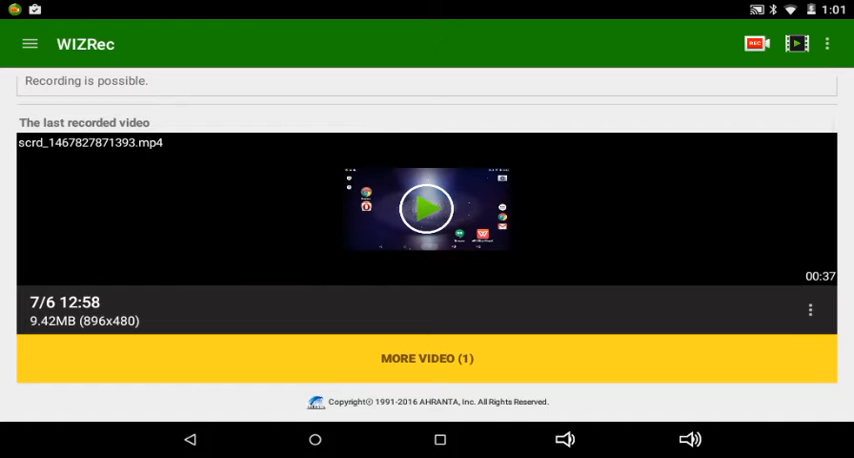 1:01
WIZRec
REC
Recording is possible.
The last recorded video
scrd_1467827871393.mp4
00:37
7/6 12:58
9.42MB (896x480)
MORE VIDEO (1)
Copyright© 1991-2016 AHRANTA, Inc. All Rights Reserved.